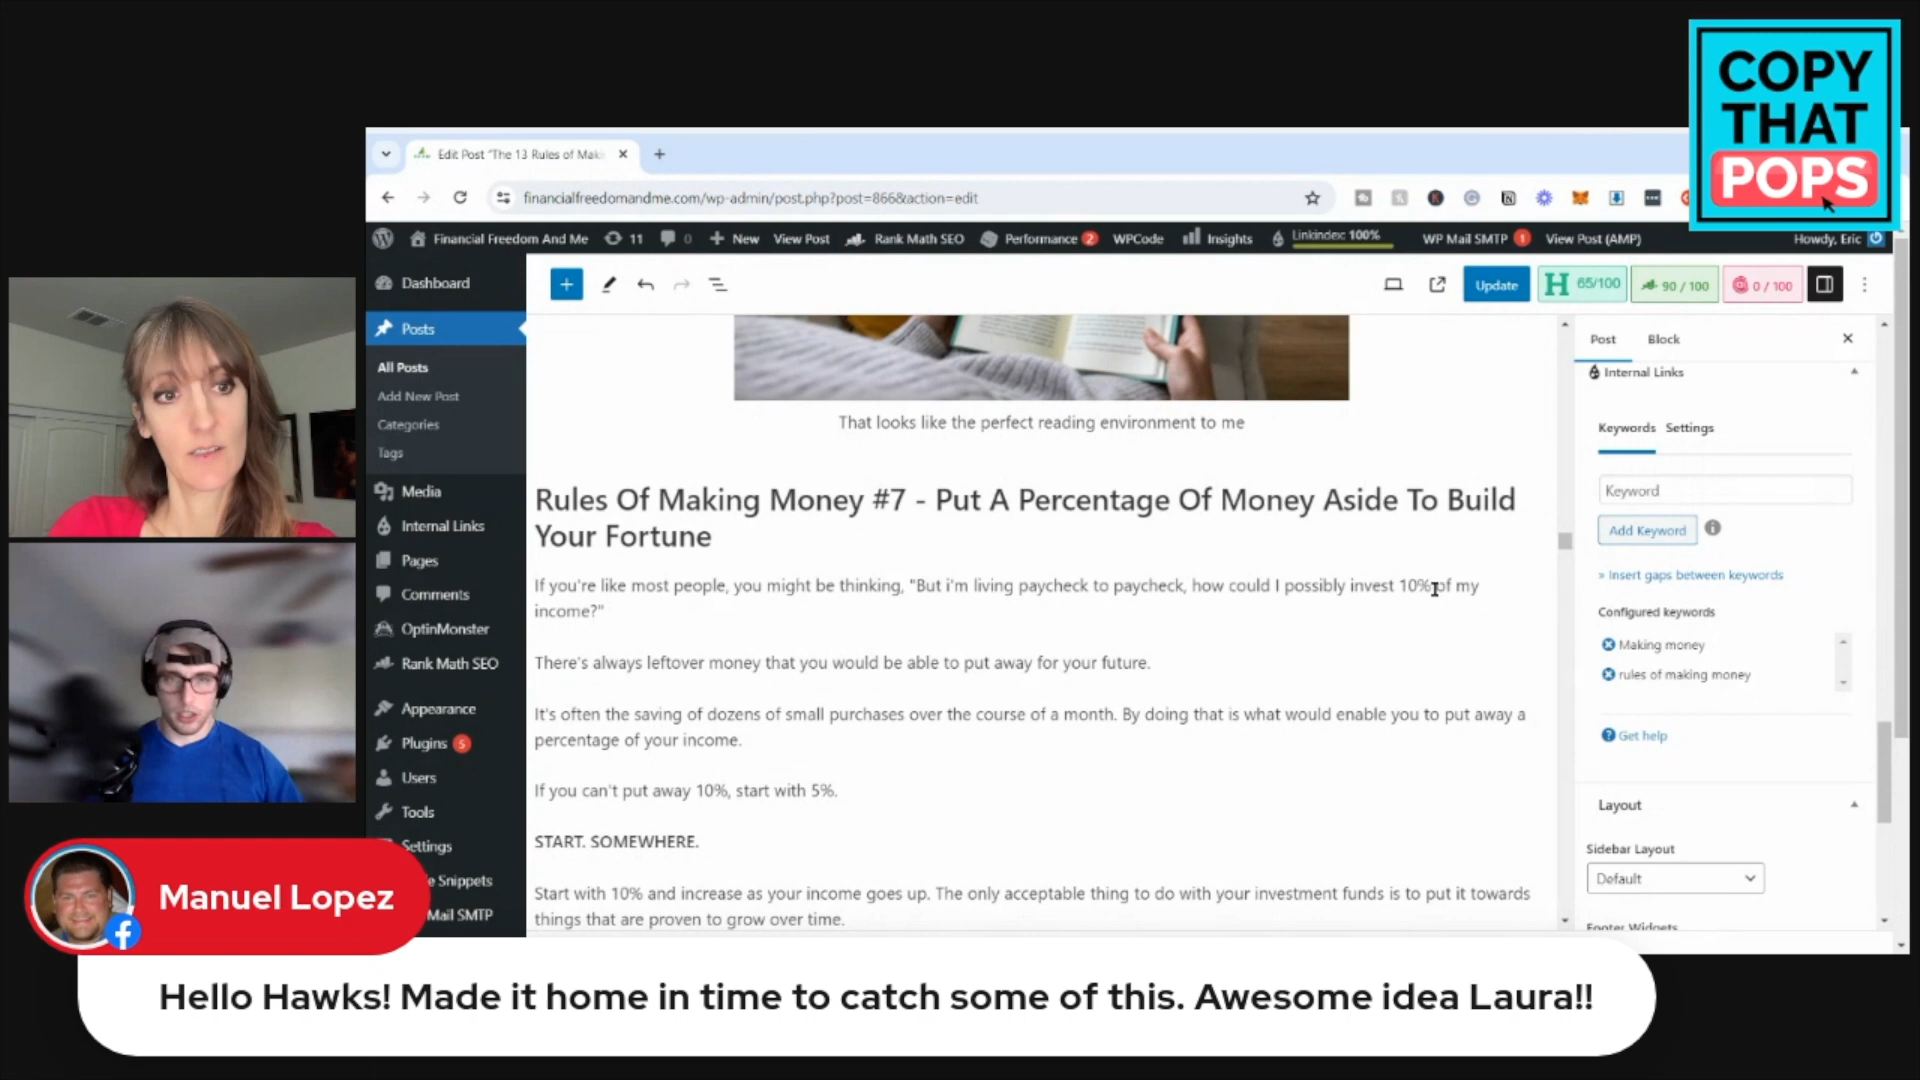 COPY
THAT
POPS
Edit Post "The 13 Rules of Mak
financialfreedomandme.com/wp-admin/post.php?post=866&action=edit
Financial Freedom And Me 11 0 New View Post Rank Math SEO Performance 2 WPCode Insights Linkindex: 100% WP Mail SMTP 1 View Post (AMP) Howdy, Eric
Dashboard
Posts
All Posts
Add New Post
Categories
Tags
Media
Internal Links
Pages
Comments
OptinMonster
Rank Math SEO
Appearance
Plugins 5
Users
Tools
Settings
e Snippets
Mail SMTP
Update H 65/100 90 / 100 0 / 100
That looks like the perfect reading environment to me
Rules Of Making Money #7 - Put A Percentage Of Money Aside To Build
Your Fortune
If you're like most people, you might be thinking, "But i'm living paycheck to paycheck, how could I possibly invest 10% of my
income?"
There's always leftover money that you would be able to put away for your future.
It's often the saving of dozens of small purchases over the course of a month. By doing that is what would enable you to put away a
percentage of your income.
If you can't put away 10%, start with 5%.
START. SOMEWHERE.
Start with 10% and increase as your income goes up. The only acceptable thing to do with your investment funds is to put it towards
things that are proven to grow over time.
Post Block
Internal Links
Keywords Settings
Keyword
Add Keyword
» Insert gaps between keywords
Configured keywords
Making money
rules of making money
Get help
Layout
Sidebar Layout
Default
Footer Widgets
Manuel Lopez
Hello Hawks! Made it home in time to catch some of this. Awesome idea Laura!!